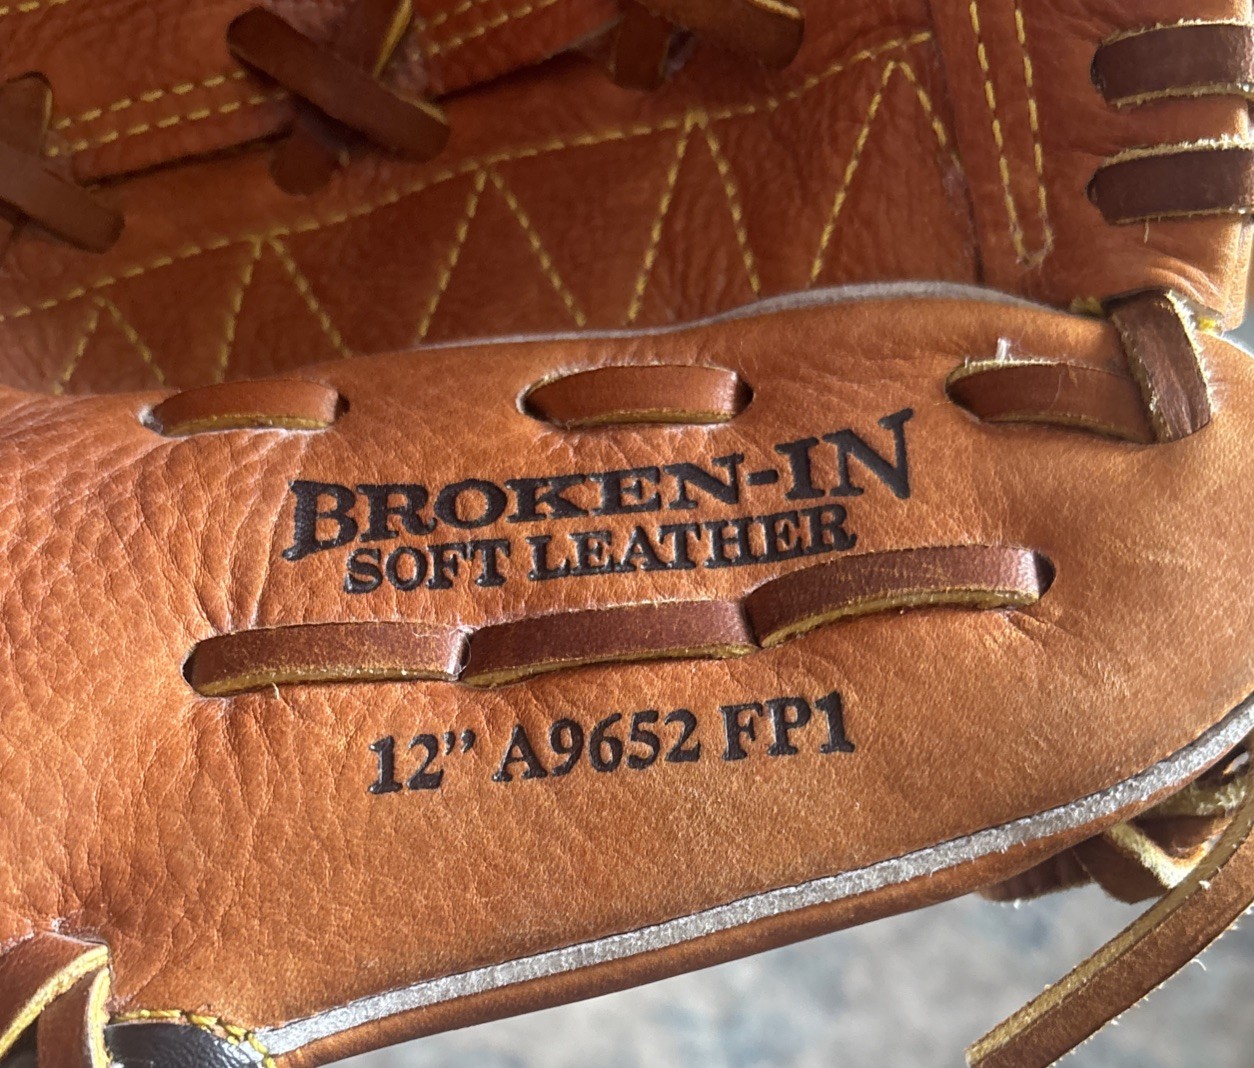 BROKEN-IN
SOFT LEATHER
12” A9652 FP1